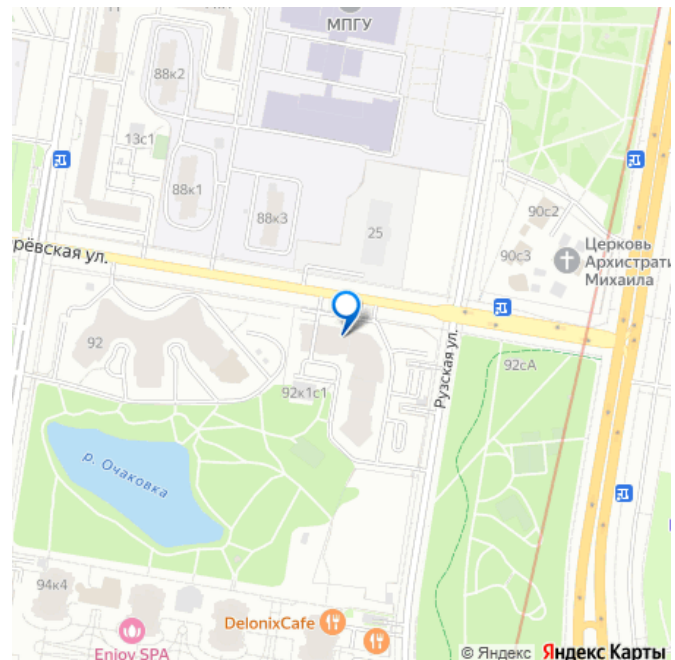 МПГУ
88к2
13с1
88к1
88к3
25
90с2
90с3
Церковь
Архистрати
Михаила
рёвская ул.
92
Рузская ул.
92сА
92к1с1
р. Очаковка
94к4
DelonixCafe
Enjoy SPA
© Яндекс Яндекс Карты